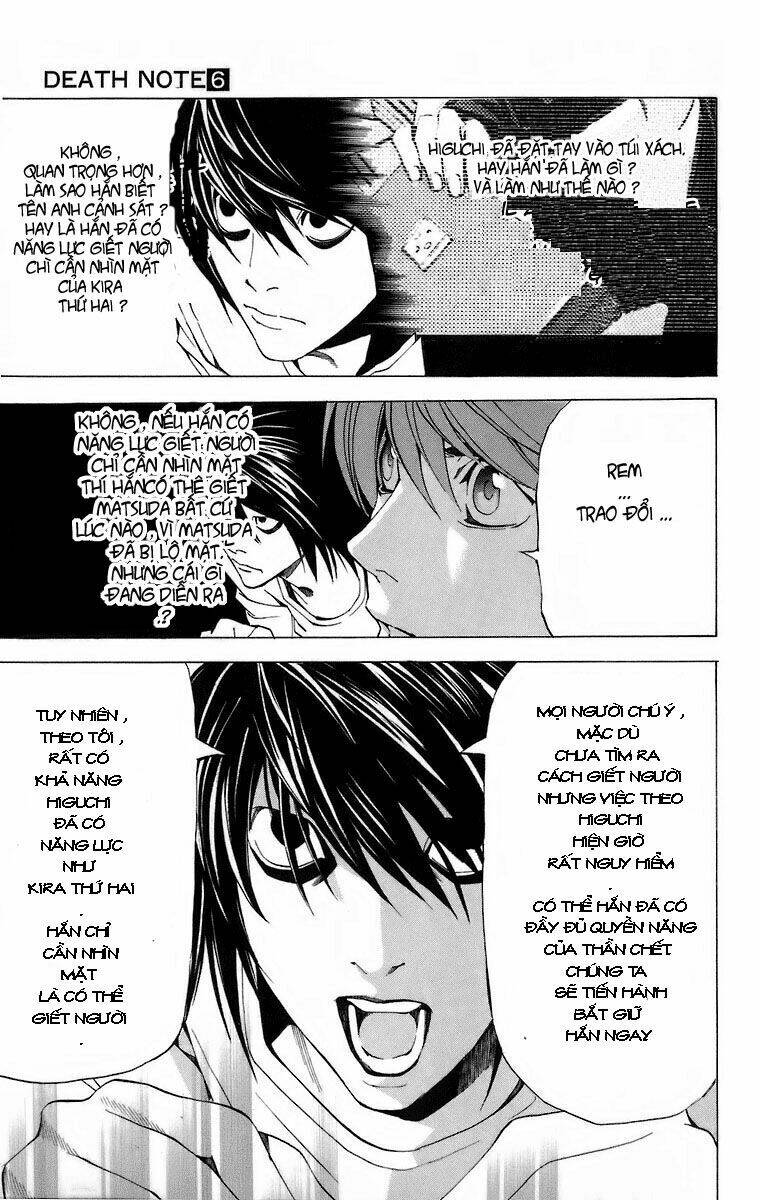 DEATH NOTE 6
HIGUCHI ĐÃ ĐẶT TAY VÀO TÚI XÁCH.
HAY HẮN ĐÃ LÀM GÌ ?
VÀ LÀM NHƯ THẾ NÀO ?
KHÔNG ,
QUAN TRỌNG HƠN ,
LÀM SAO HẮN BIẾT
TÊN ANH CẢNH SÁT ?
HAY LÀ HẮN ĐÃ CÓ
NĂNG LỰC GIẾT NGƯỜI
CHỈ CẦN NHÌN MẶT
CỦA KIRA
THỨ HAI ?
REM
...
TRAO ĐỔI ...
KHÔNG , NẾU HẮN CÓ
NĂNG LỰC GIẾT NGƯỜI
CHỈ CẦN NHÌN MẶT
THÌ HẮN CÓ THỂ GIẾT
MATSUDA BẤT CỨ
LÚC NÀO , VÌ MATSUDA
ĐÃ BỊ LỘ MẶT.
NHƯNG CÁI GÌ
ĐANG DIỄN RA
?
MỌI NGƯỜI CHÚ Ý ,
MẶC DÙ
CHƯA TÌM RA
CÁCH GIẾT NGƯỜI
NHƯNG VIỆC THEO
HIGUCHI
HIỆN GIỜ
RẤT NGUY HIỂM
.
CÓ THỂ HẮN ĐÃ CÓ
ĐẦY ĐỦ QUYỀN NĂNG
CỦA THẦN CHẾT.
CHÚNG TA
SẼ TIẾN HÀNH
BẮT GIỮ
HẮN NGAY
TUY NHIÊN ,
THEO TÔI ,
RẤT CÓ
KHẢ NĂNG
HIGUCHI
ĐÃ CÓ
NĂNG LỰC
NHƯ
KIRA THỨ HAI
.
HẮN CHỈ
CẦN NHÌN
MẶT
LÀ CÓ THỂ
GIẾT NGƯỜI
.